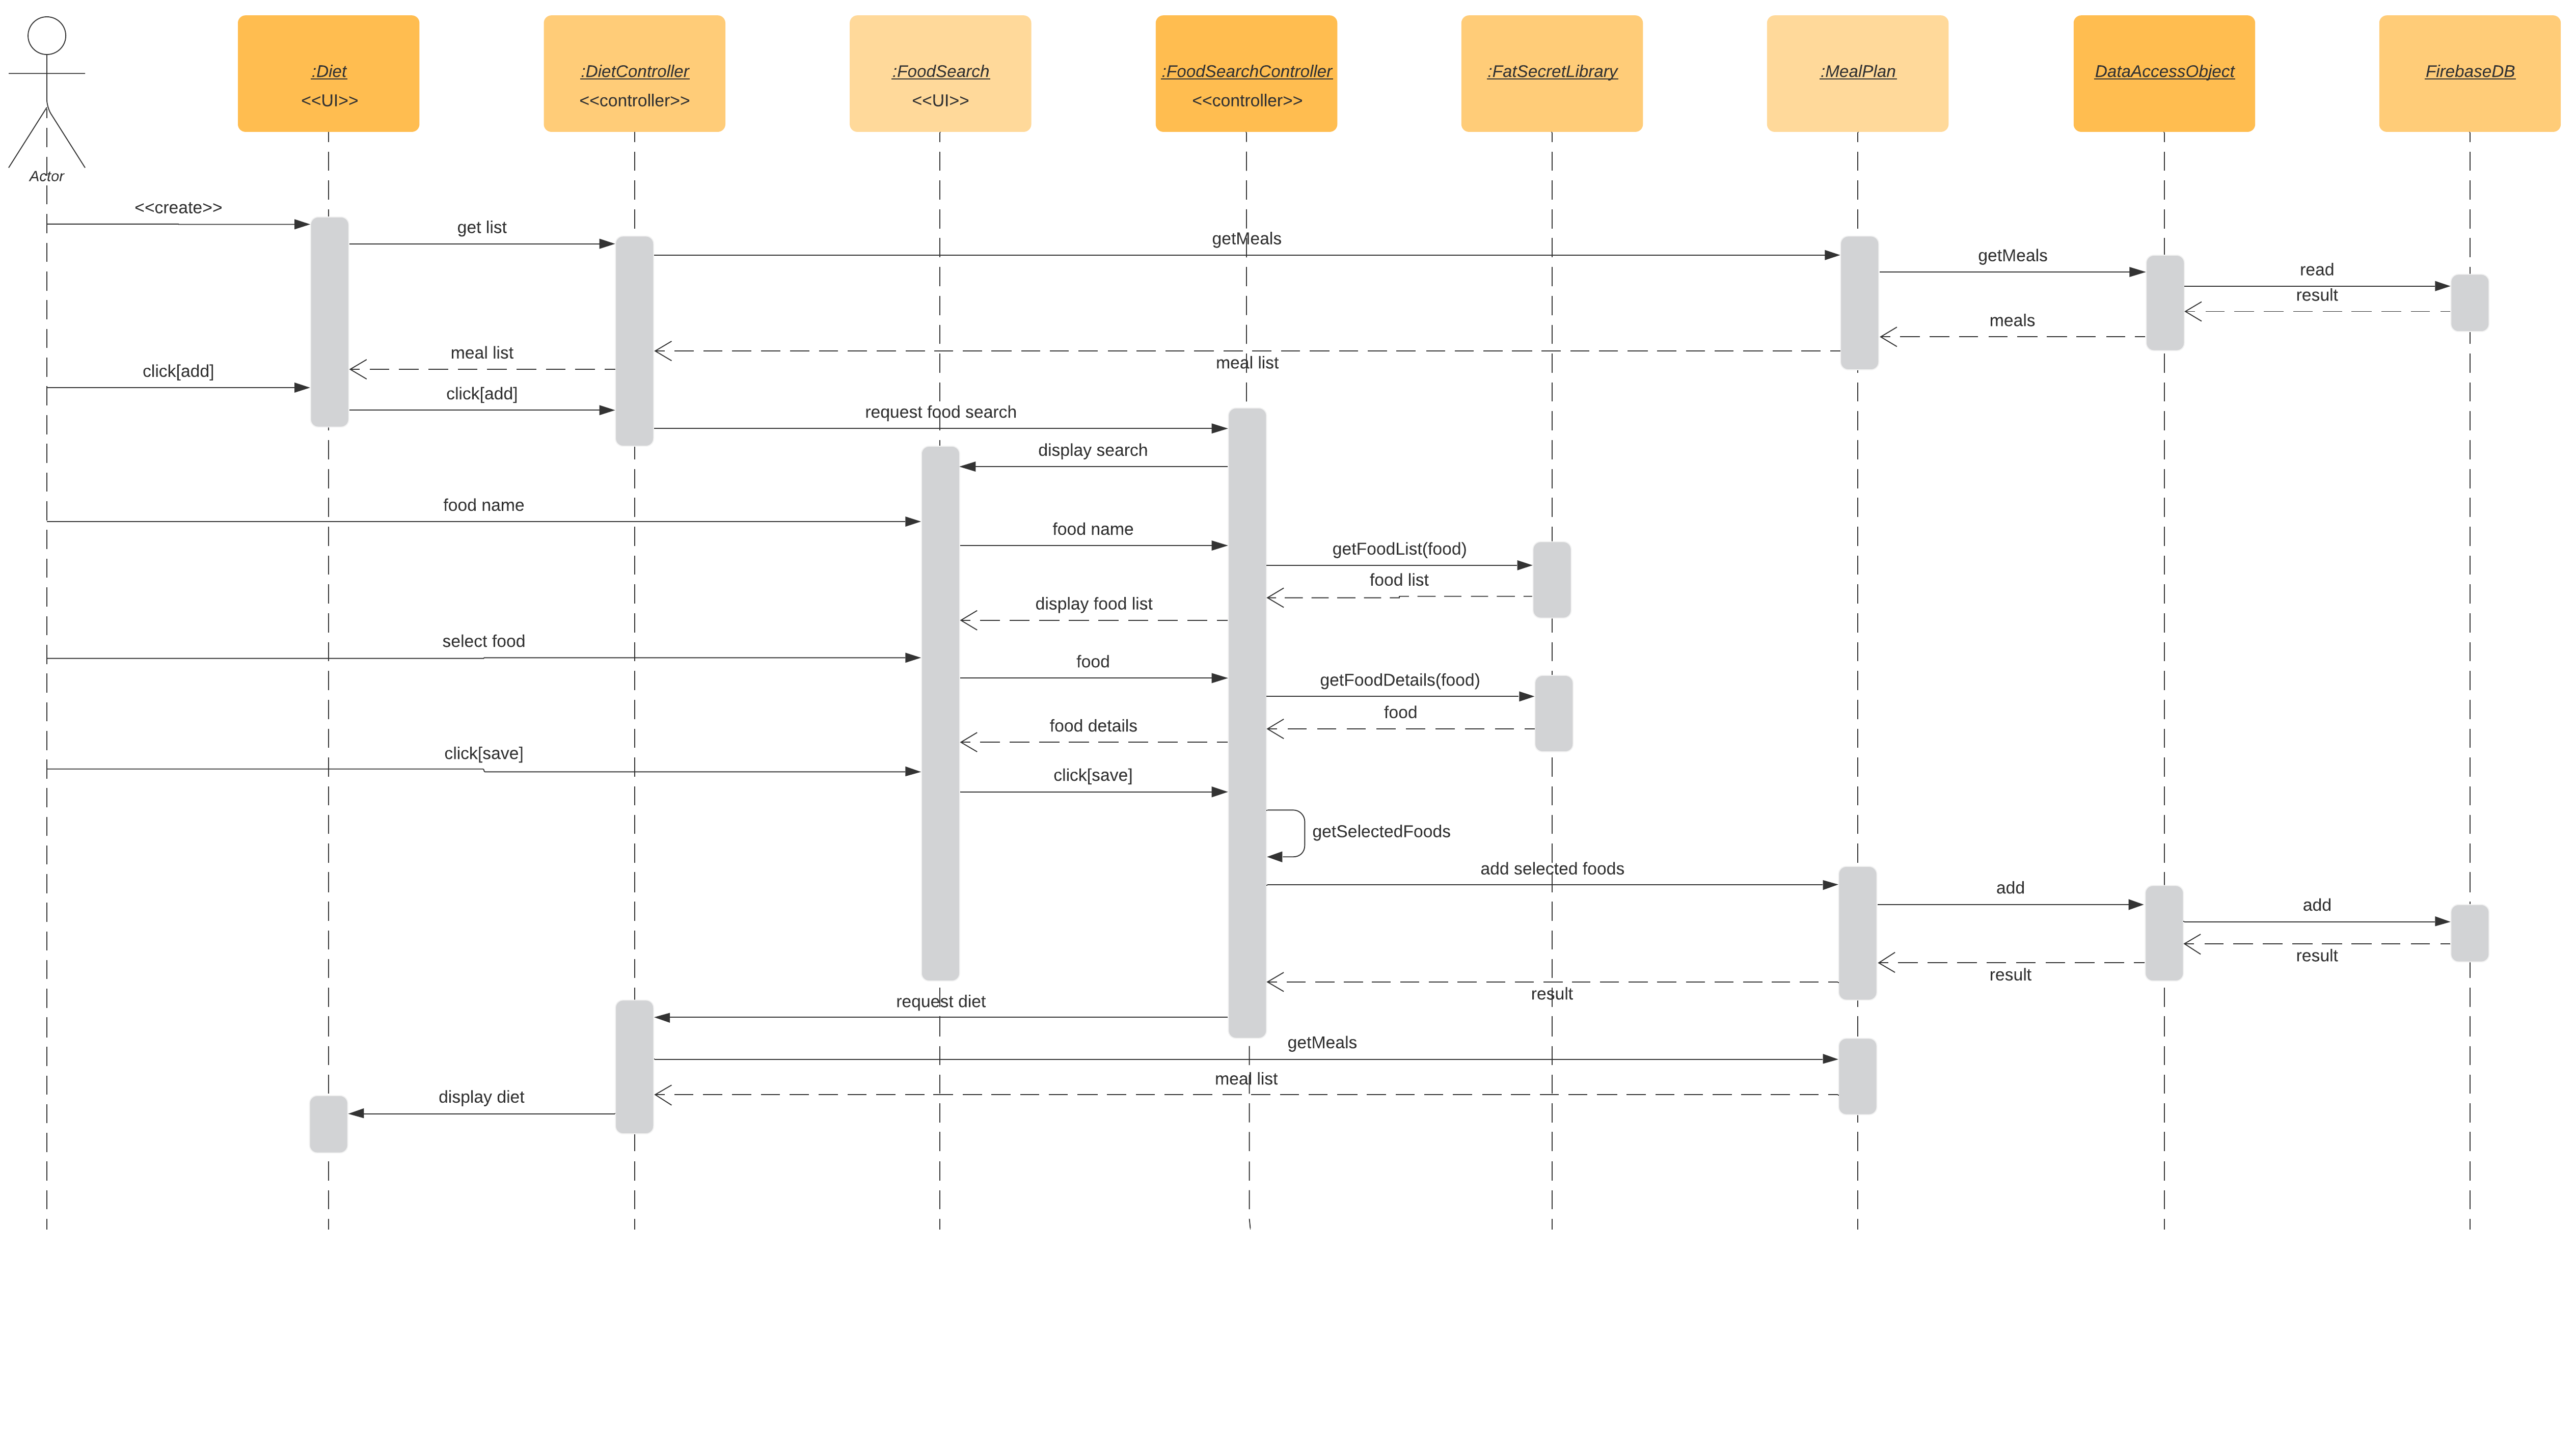 :Diet
<<UI>>
:DietController
<<controller>>
:FoodSearch
<<UI>>
:FoodSearchController
<<controller>>
:FatSecretLibrary
:MealPlan
DataAccessObject
FirebaseDB
Actor
<<create>>
get list
getMeals
getMeals
read
result
meals
meal list
meal list
click[add]
click[add]
request food search
display search
food name
food name
getFoodList(food)
food list
display food list
select food
food
getFoodDetails(food)
food
food details
click[save]
click[save]
getSelectedFoods
add selected foods
add
add
result
result
result
request diet
getMeals
meal list
display diet